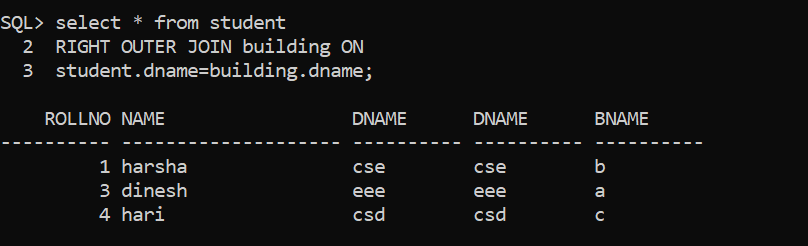 SQL> select * from student
2 RIGHT OUTER JOIN building ON
3 student.dname=building.dname;
ROLLNO NAME DNAME DNAME BNAME
---------- -------------------- ---------- ---------- ----------
1 harsha cse cse b
3 dinesh eee eee a
4 hari csd csd c